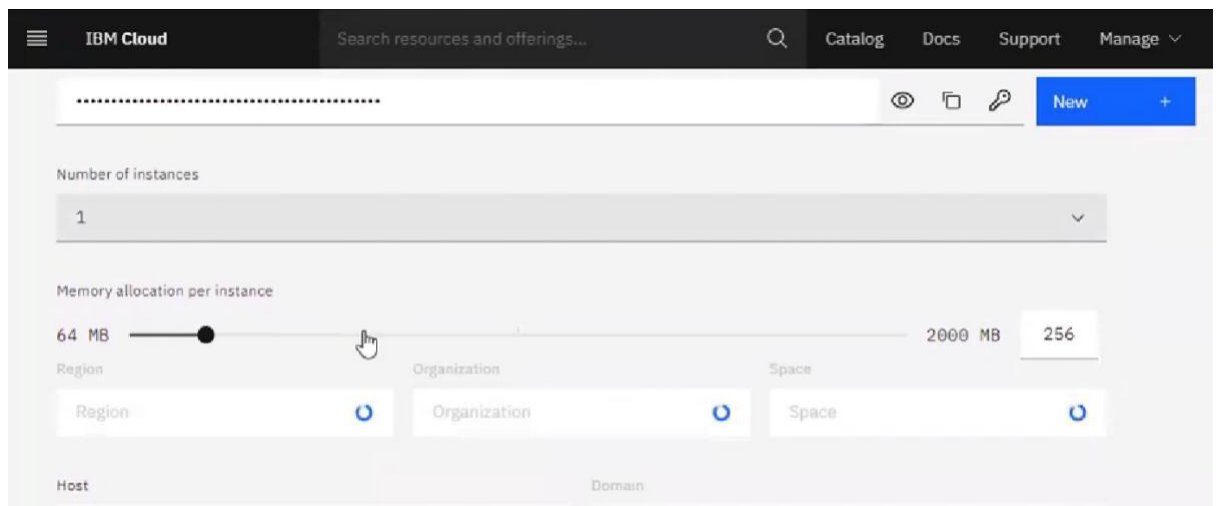 IBM Cloud Search resources and offerings... Catalog Docs Support Manage
New +
Number of instances
1
Memory allocation per instance
64 MB 2000 MB 256
Region Organization Space
Region Organization Space
Host Domain